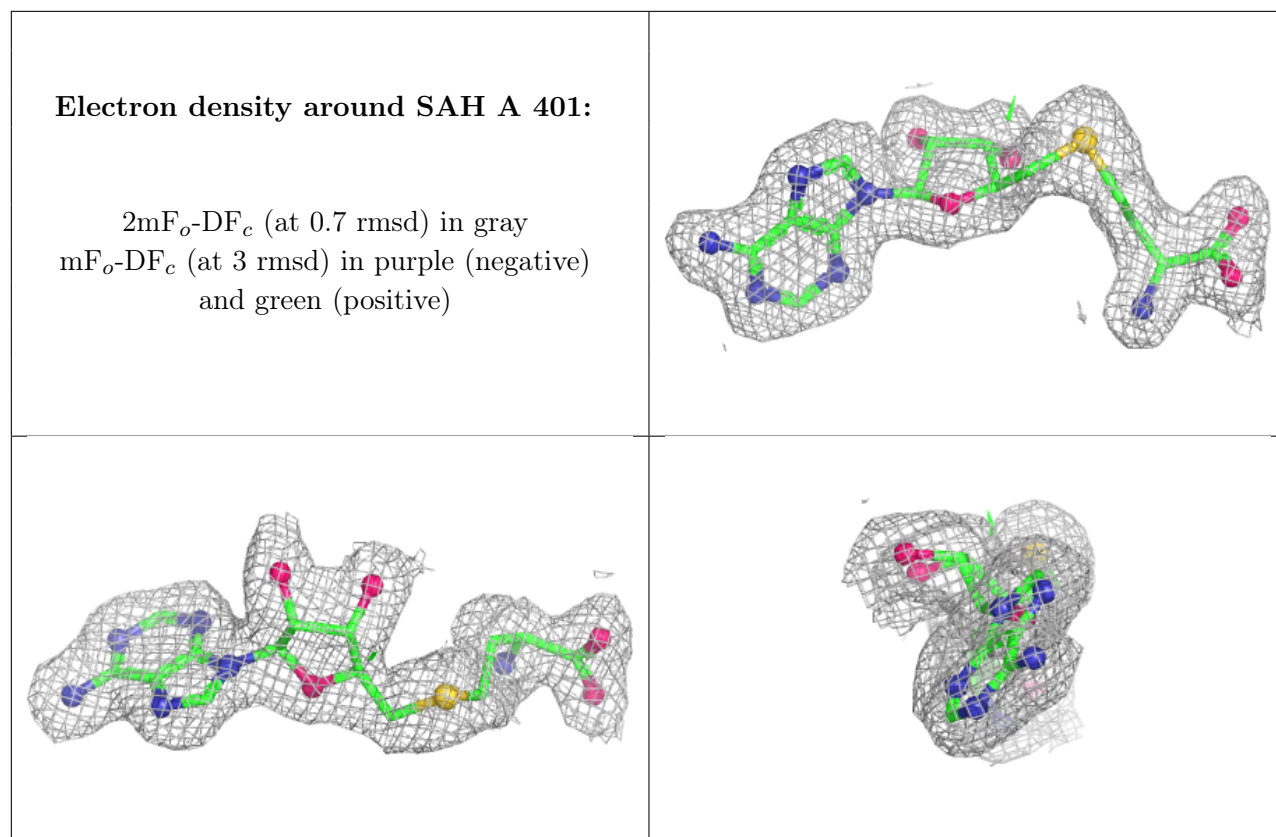 Electron density around SAH A 401:
2mFₒ-DF𝒸 (at 0.7 rmsd) in gray
mFₒ-DF𝒸 (at 3 rmsd) in purple (negative)
and green (positive)